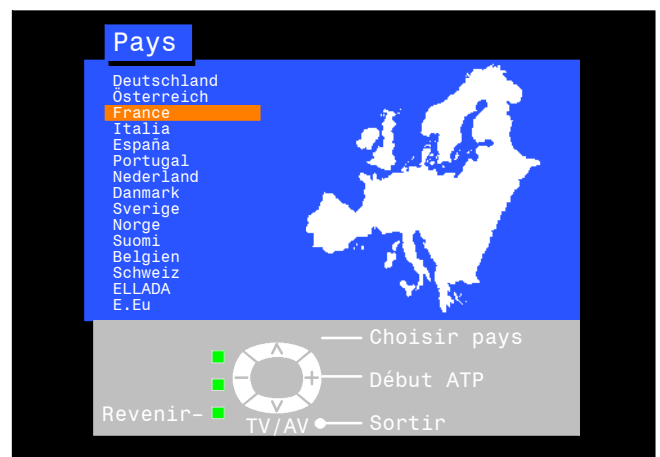 Pays
Deutschland
Österreich
France
Italia
España
Portugal
Nederland
Danmark
Sverige
Norge
Suomi
Belgien
Schweiz
ELLADA
E.Eu
Choisir pays
Début ATP
Revenir
TV/AV
Sortir